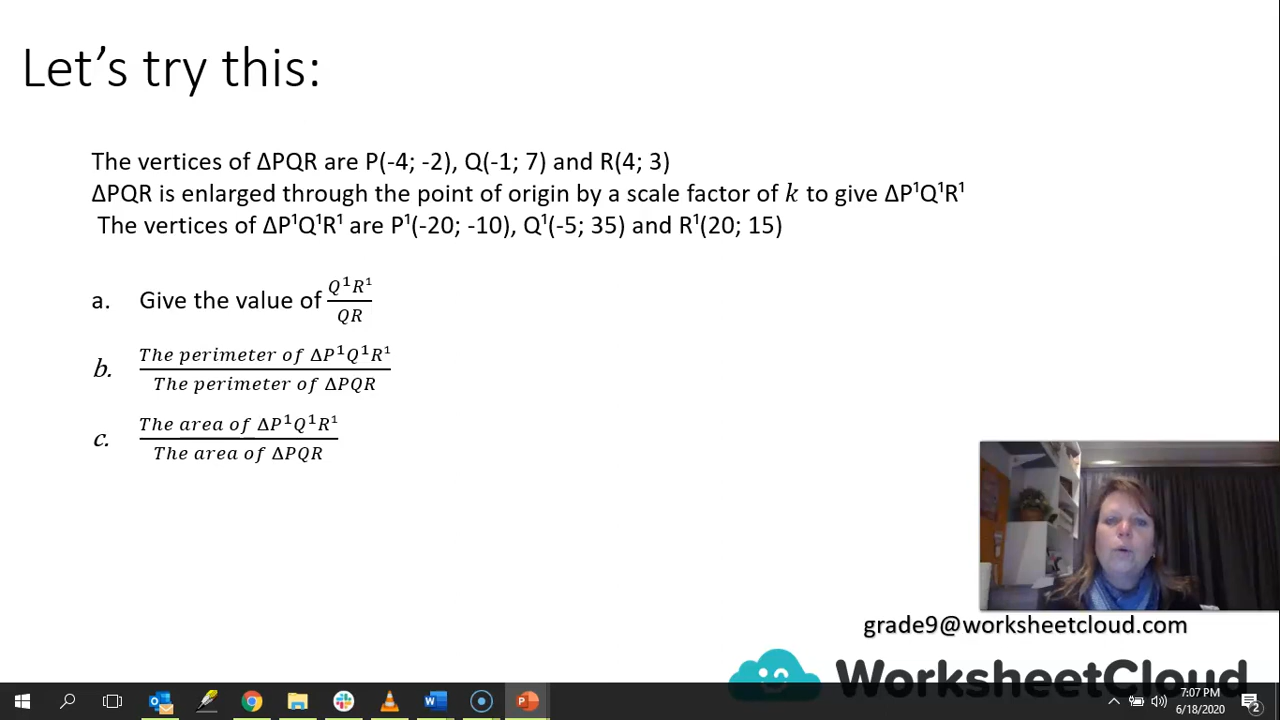 Let's try this:
The vertices of ΔPQR are P(-4; -2), Q(-1; 7) and R(4; 3)
ΔPQR is enlarged through the point of origin by a scale factor of k to give ΔP¹Q¹R¹
The vertices of ΔP¹Q¹R¹ are P¹(-20; -10), Q¹(-5; 35) and R¹(20; 15)
a. Give the value of Q¹R¹/QR
b. The perimeter of ΔP¹Q¹R¹
The perimeter of ΔPQR
c. The area of ΔP¹Q¹R¹
The area of ΔPQR
grade9@worksheetcloud.com
WorksheetCloud
7:07 PM
6/18/2020
2